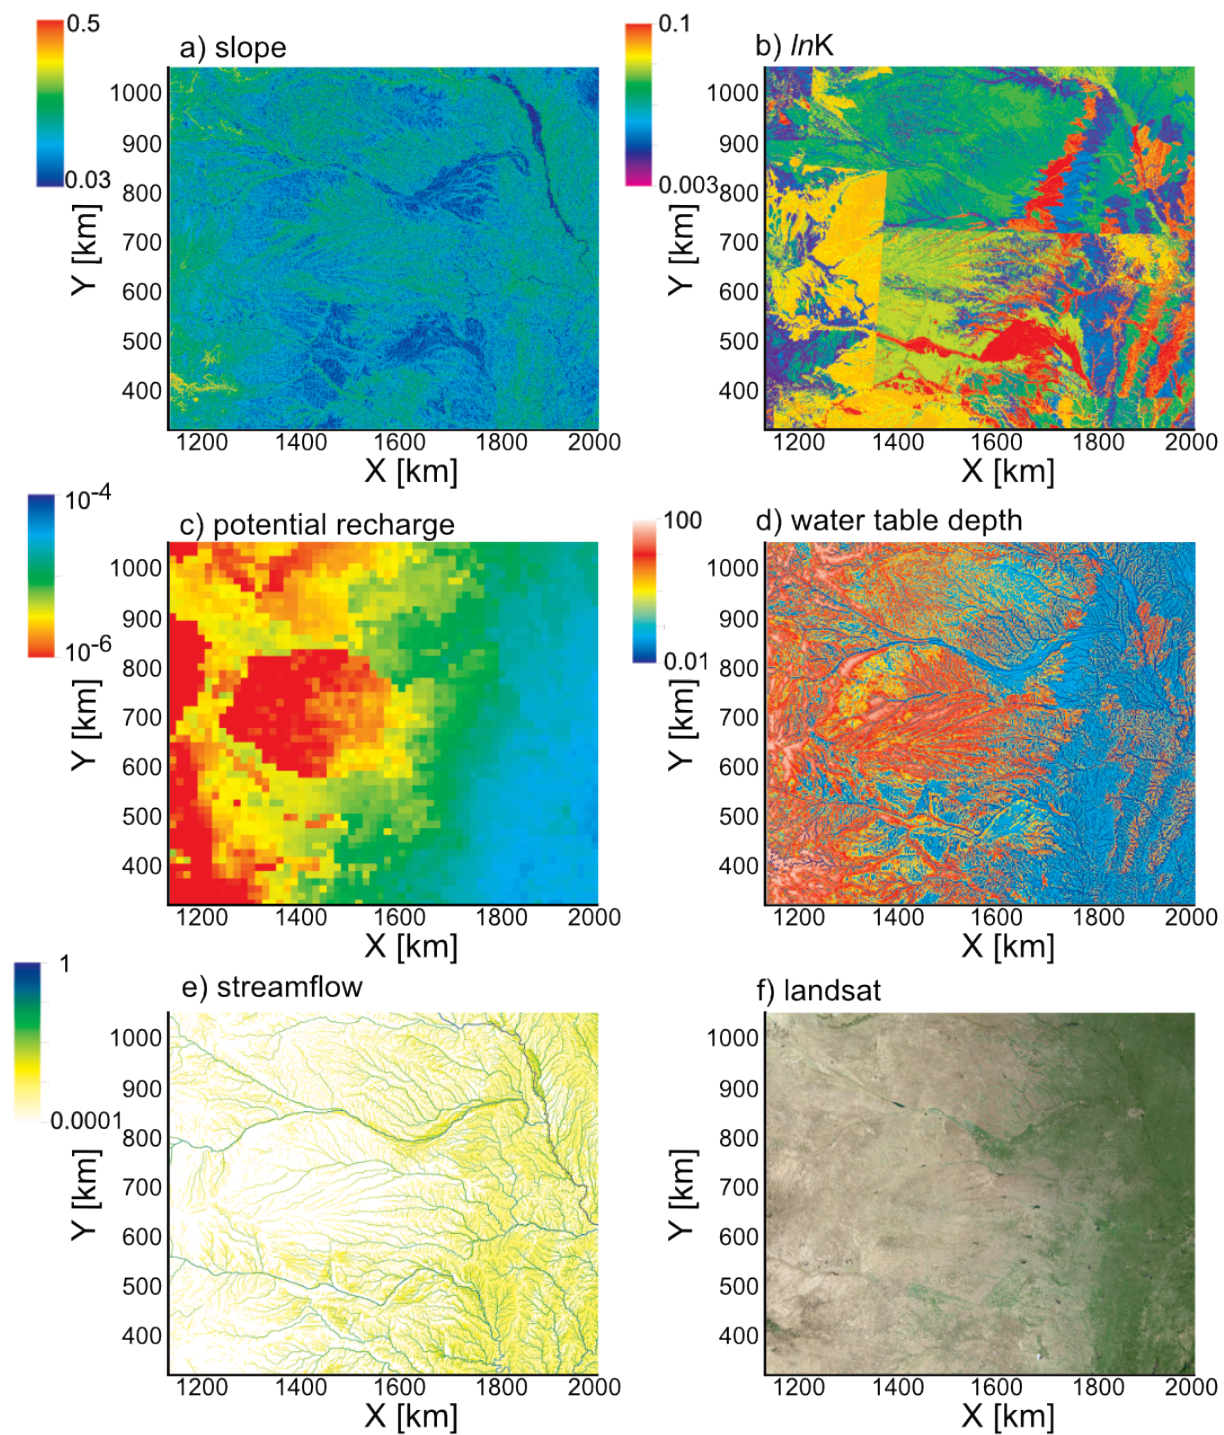 a) slope
0.5
0.03
1000
900
800
700
600
500
400
Y [km]
1200 1400 1600 1800 2000
X [km]
b) lnK
0.1
0.003
1000
900
800
700
600
500
400
Y [km]
1200 1400 1600 1800 2000
X [km]
c) potential recharge
10⁻⁴
10⁻⁶
1000
900
800
700
600
500
400
Y [km]
1200 1400 1600 1800 2000
X [km]
d) water table depth
100
0.01
1000
900
800
700
600
500
400
Y [km]
1200 1400 1600 1800 2000
X [km]
e) streamflow
1
0.0001
1000
900
800
700
600
500
400
Y [km]
1200 1400 1600 1800 2000
X [km]
f) landsat
1000
900
800
700
600
500
400
Y [km]
1200 1400 1600 1800 2000
X [km]